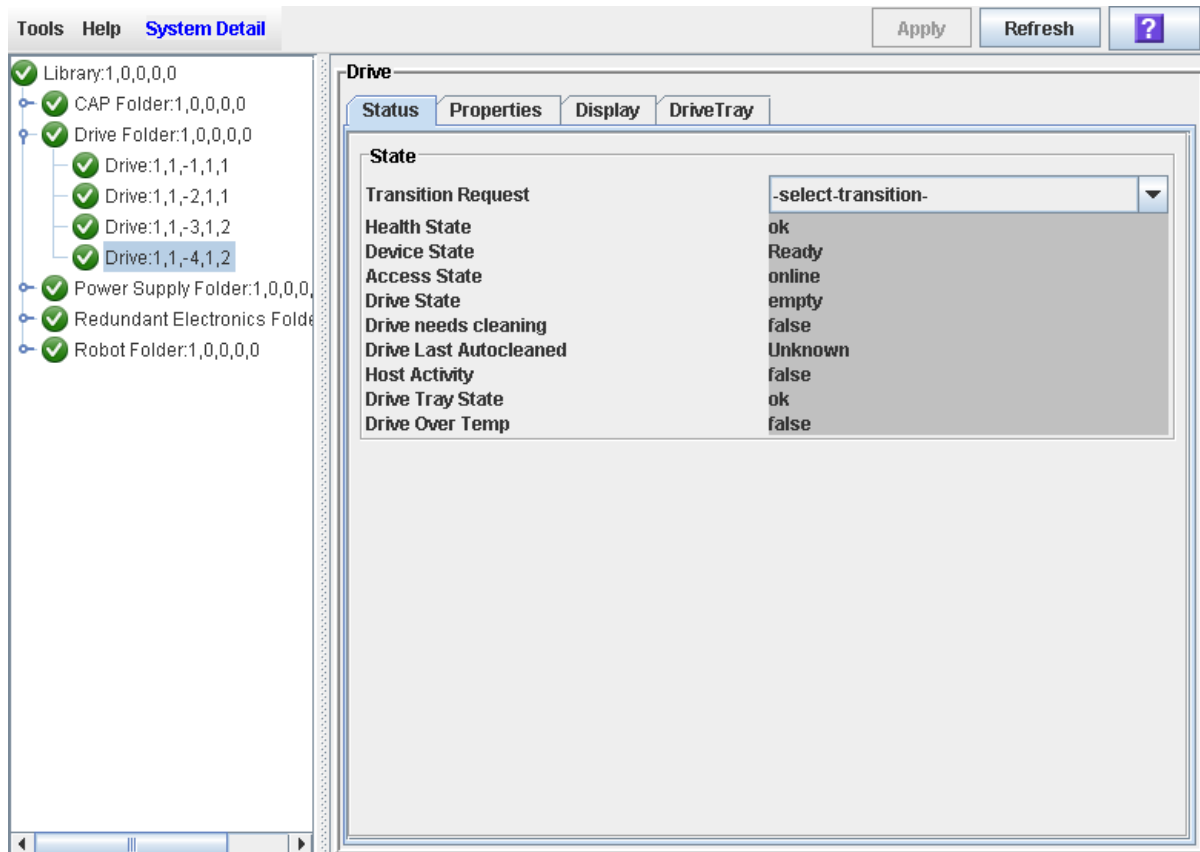 Tools Help System Detail
Apply Refresh ?
Library:1,0,0,0,0
CAP Folder:1,0,0,0,0
Drive Folder:1,0,0,0,0
Drive:1,1,-1,1,1
Drive:1,1,-2,1,1
Drive:1,1,-3,1,2
Drive:1,1,-4,1,2
Power Supply Folder:1,0,0,0,
Redundant Electronics Folde
Robot Folder:1,0,0,0,0
Drive
Status Properties Display DriveTray
State
Transition Request -select-transition-
Health State ok
Device State Ready
Access State online
Drive State empty
Drive needs cleaning false
Drive Last Autocleaned Unknown
Host Activity false
Drive Tray State ok
Drive Over Temp false